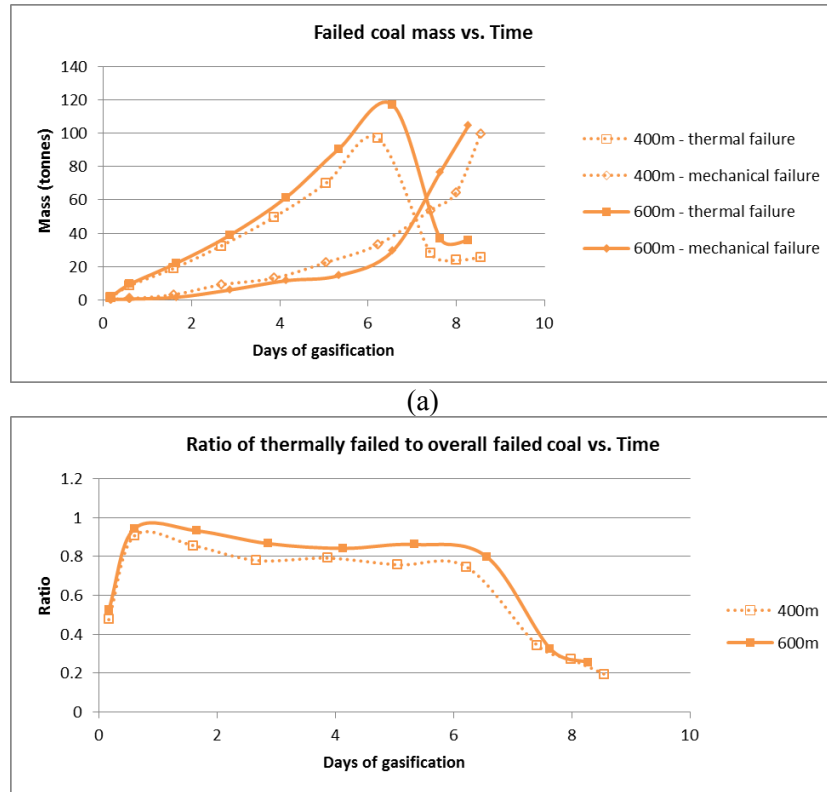 Failed coal mass vs. Time
140
120
100
80
60
40
20
0
0 2 4 6 8 10
Mass (tonnes)
Days of gasification
400m - thermal failure
400m - mechanical failure
600m - thermal failure
600m - mechanical failure
(a)
Ratio of thermally failed to overall failed coal vs. Time
1.2
1
0.8
0.6
0.4
0.2
0
0 2 4 6 8 10
Ratio
Days of gasification
400m
600m